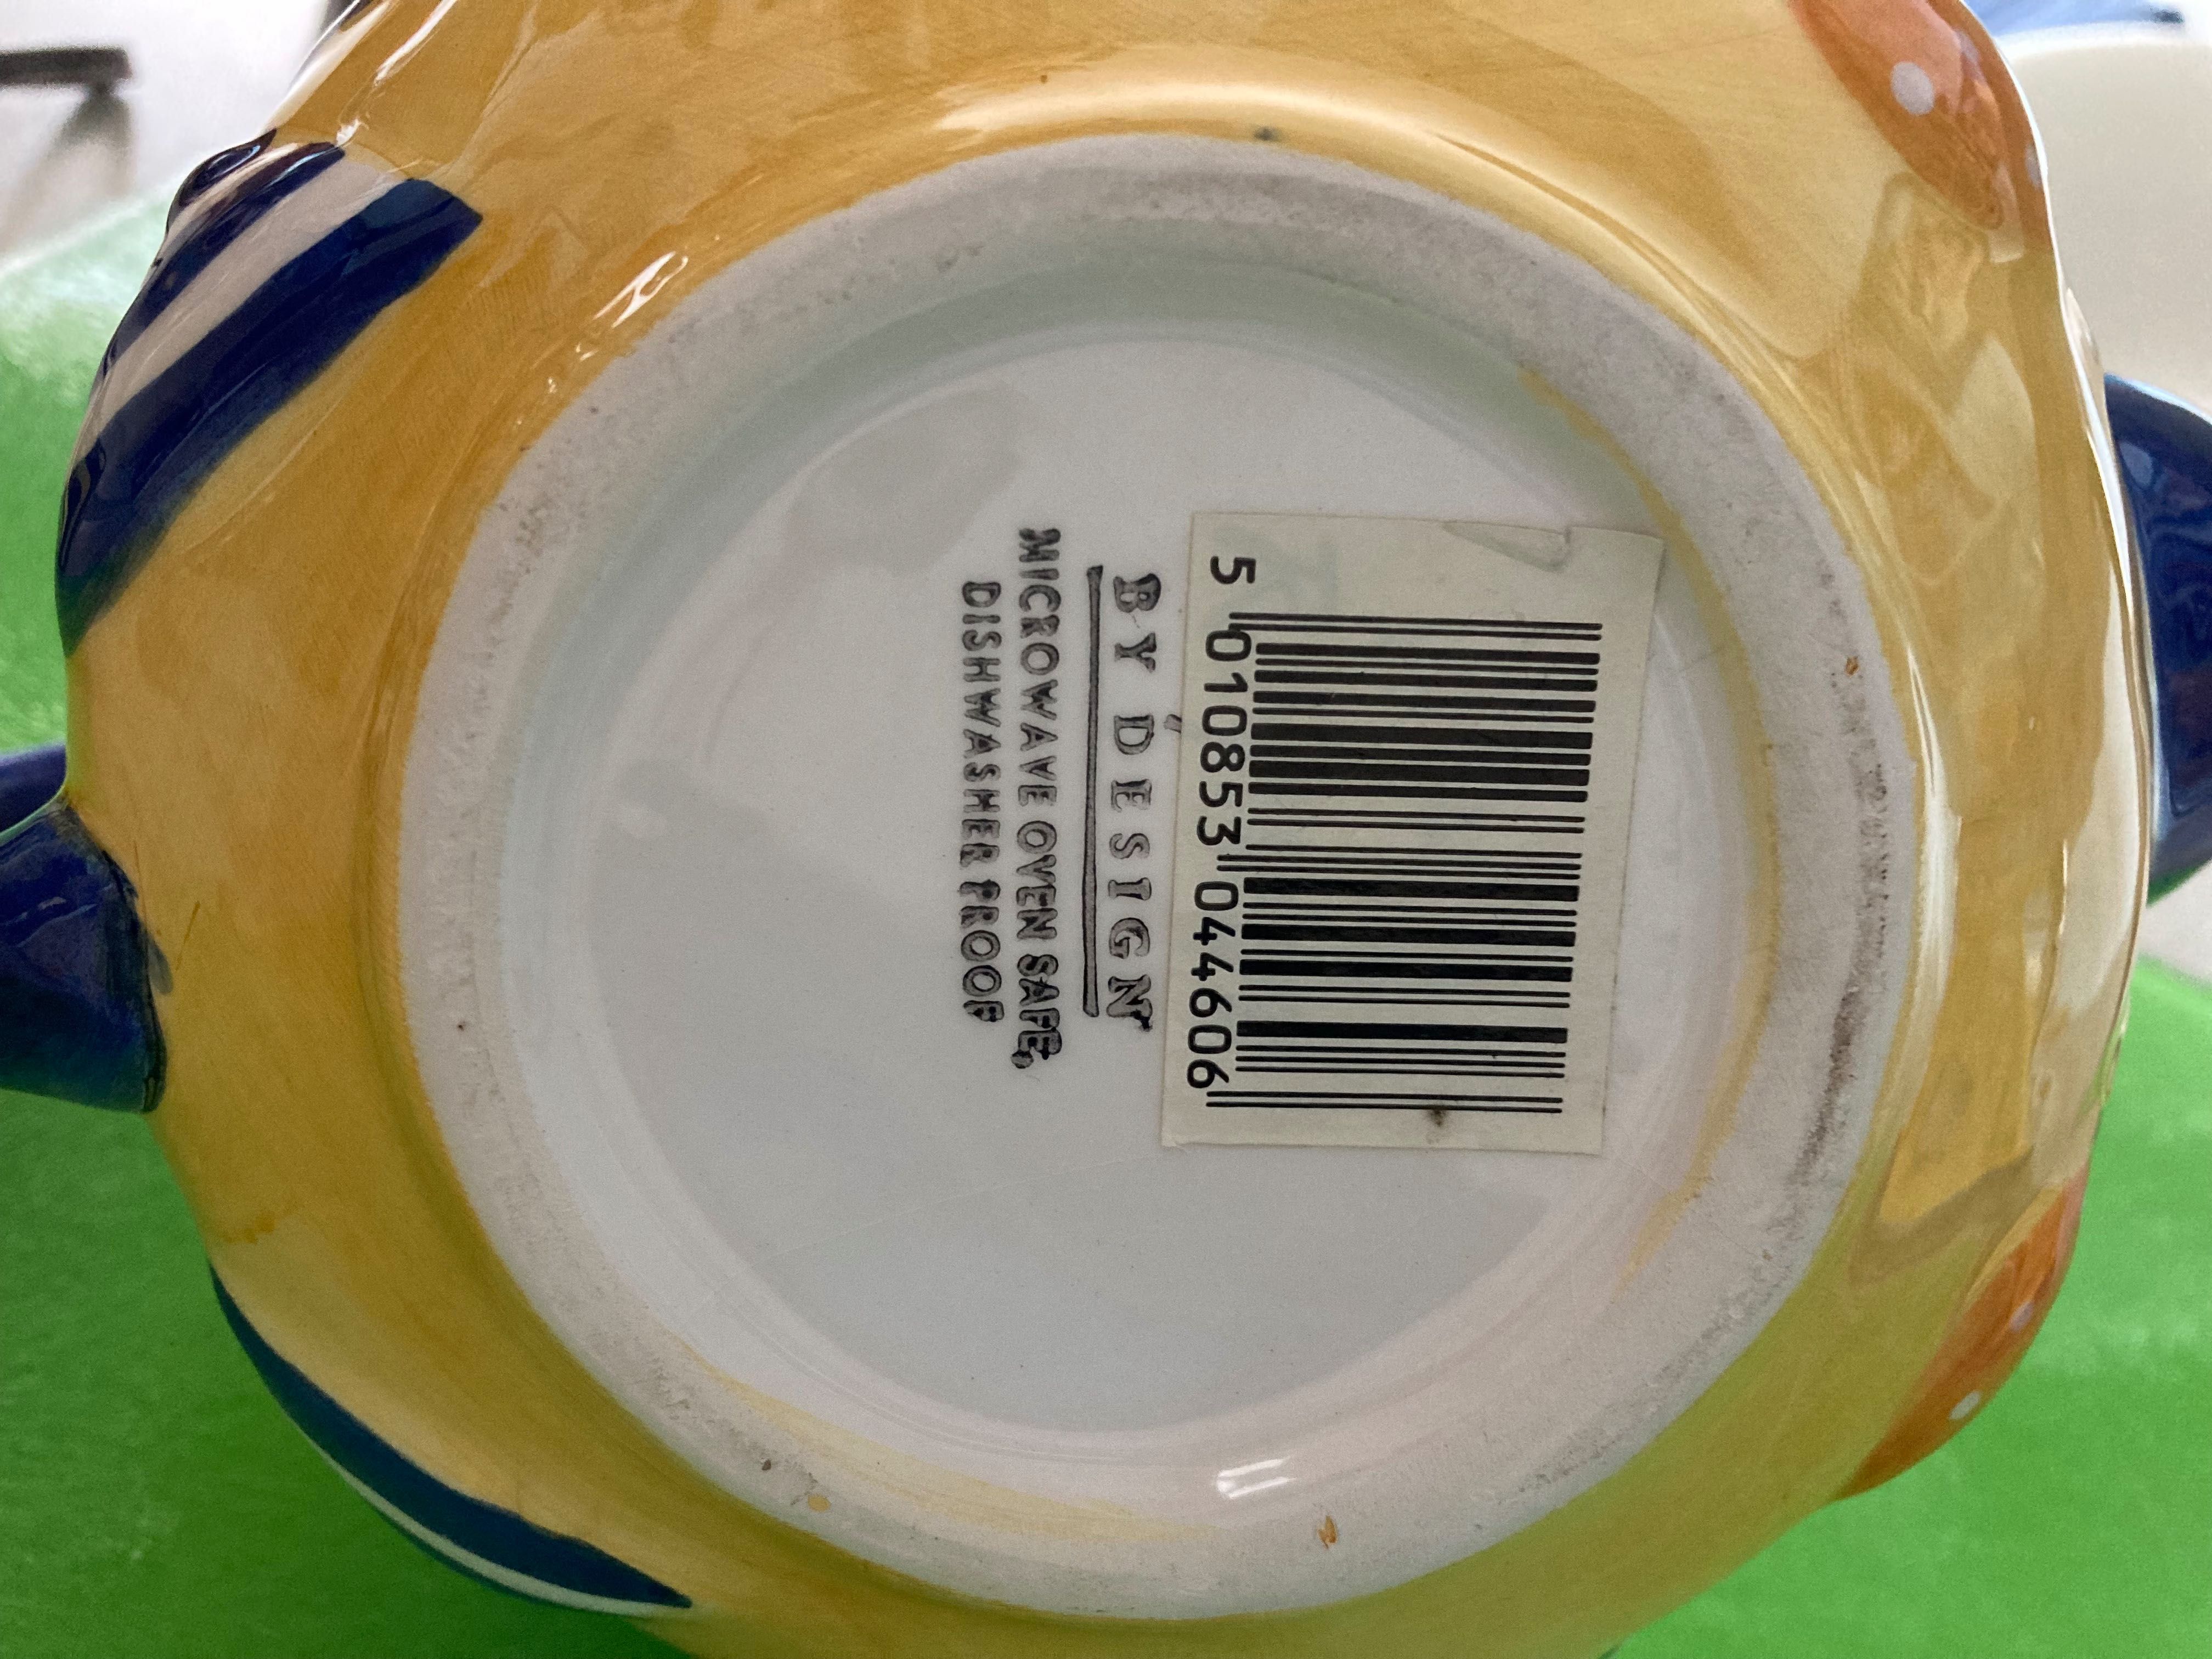 5 010853 044606
BY DESIGN
MICROWAVE OVEN SAFE,
DISHWASHER PROOF